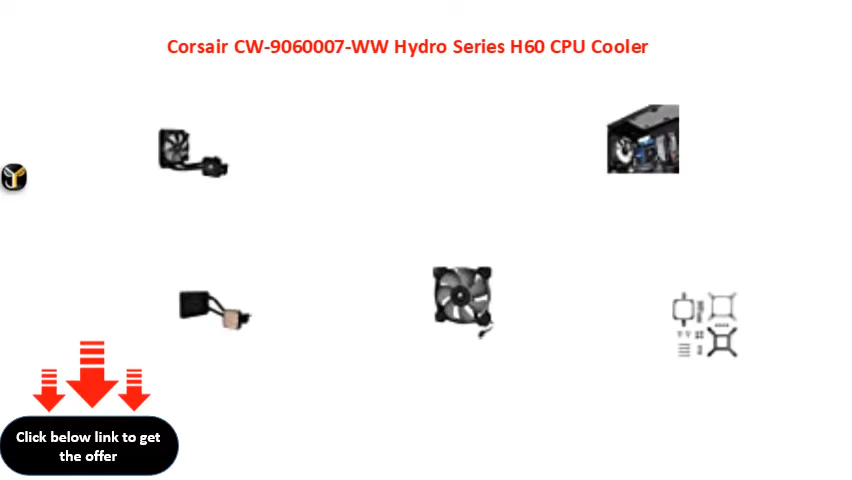 Corsair CW-9060007-WW Hydro Series H60 CPU Cooler
Click below link to get
the offer